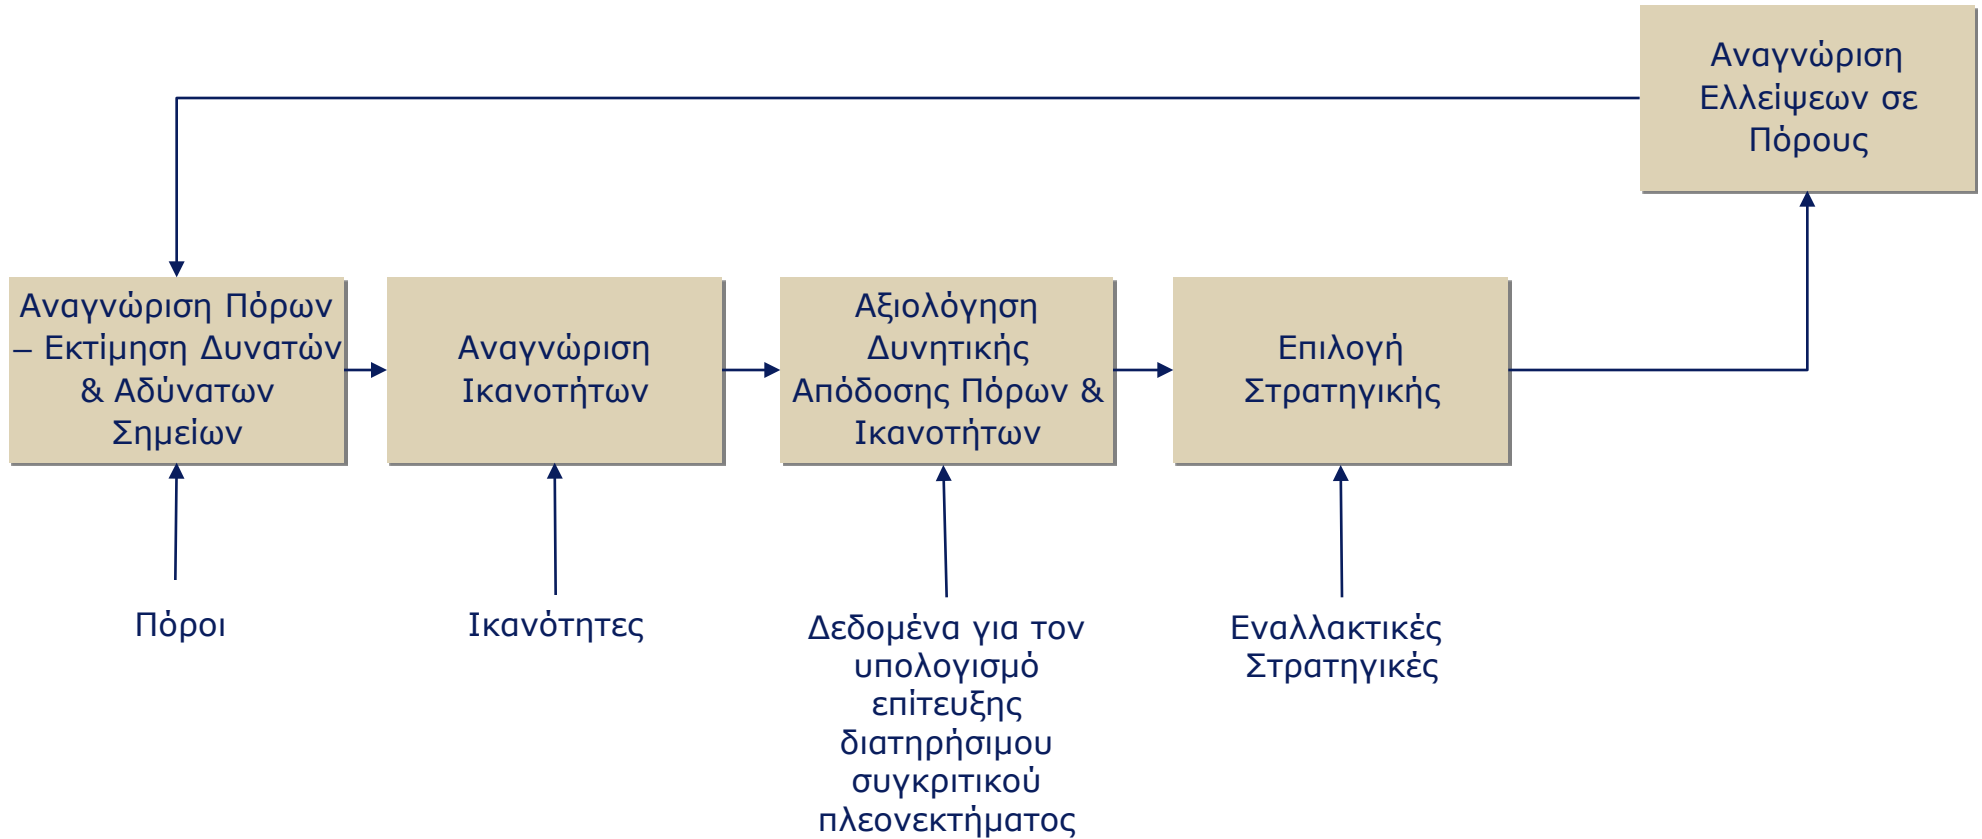 Αναγνώριση
Ελλείψεων σε
Πόρους
Αναγνώριση Πόρων
– Εκτίμηση Δυνατών
& Αδύνατων
Σημείων
Αναγνώριση
Ικανοτήτων
Αξιολόγηση
Δυνητικής
Απόδοσης Πόρων &
Ικανοτήτων
Επιλογή
Στρατηγικής
Πόροι
Ικανότητες
Δεδομένα για τον
υπολογισμό
επίτευξης
διατηρήσιμου
συγκριτικού
πλεονεκτήματος
Εναλλακτικές
Στρατηγικές